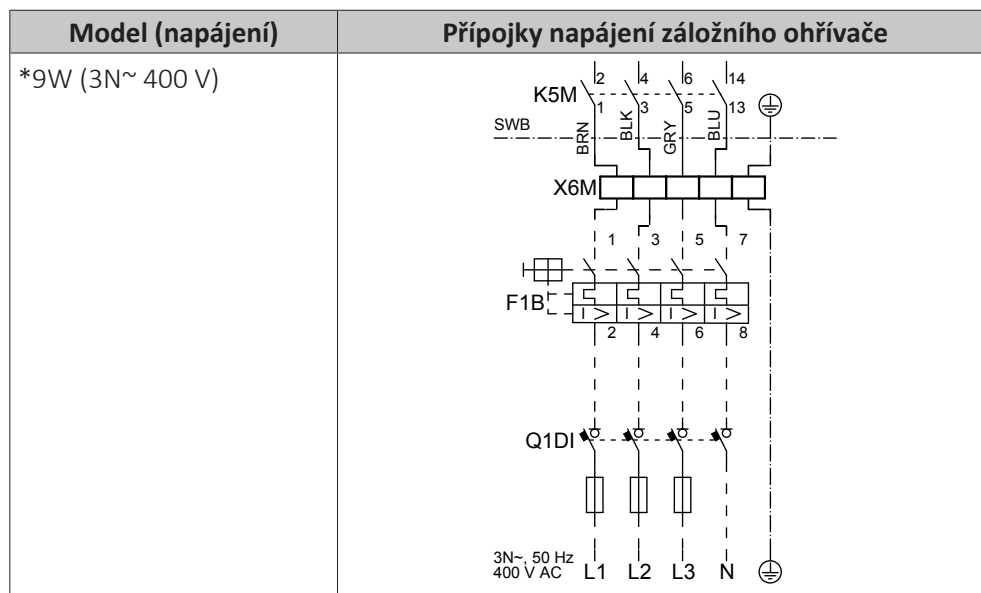 Model (napájení) Přípojky napájení záložního ohřívače
*9W (3N~ 400 V)
2 4 6 14
K5M
1 3 5 13
SWB
BRN BLK GRY BLU
X6M
1 3 5 7
F1B
I > I > I > I >
2 4 6 8
Q1DI
3N~, 50 Hz
400 V AC L1 L2 L3 N